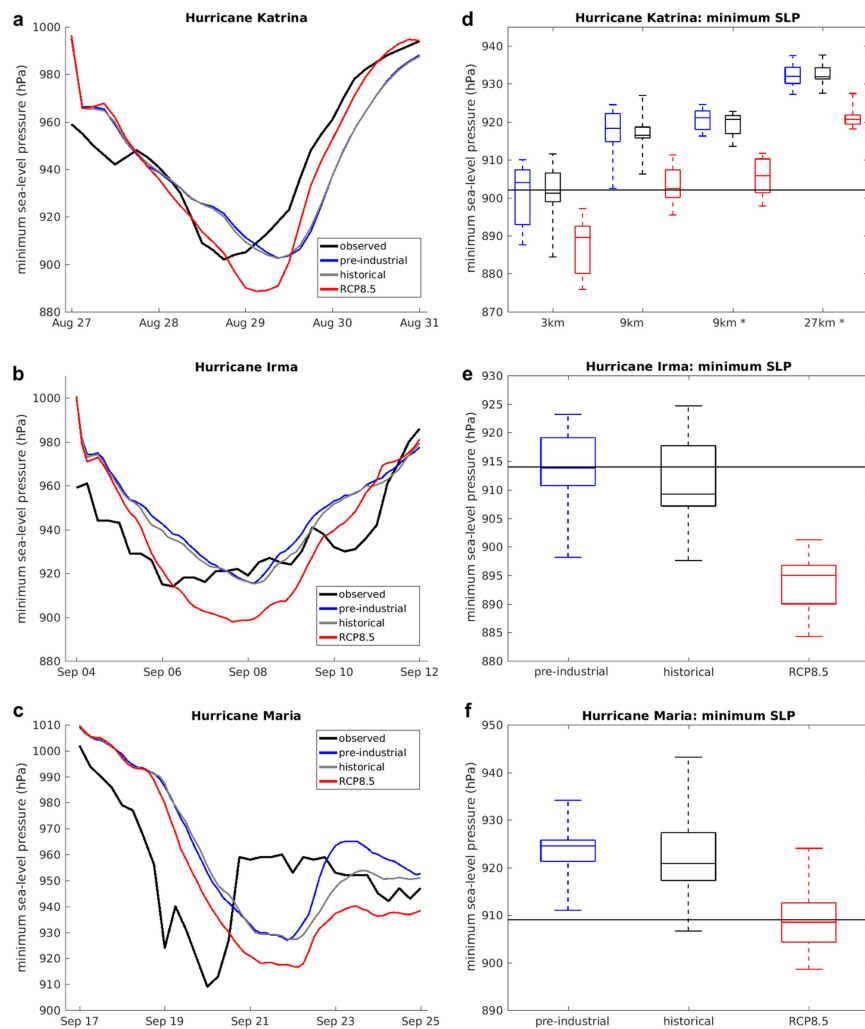 a
Hurricane Katrina
minimum sea-level pressure (hPa)
1000
980
960
940
920
900
880
observed
pre-industrial
historical
RCP8.5
Aug 27
Aug 28
Aug 29
Aug 30
Aug 31
d
Hurricane Katrina: minimum SLP
minimum sea-level pressure (hPa)
940
930
920
910
900
890
880
870
3km
9km
9km *
27km *
b
Hurricane Irma
minimum sea-level pressure (hPa)
1000
980
960
940
920
900
880
observed
pre-industrial
historical
RCP8.5
Sep 04
Sep 06
Sep 08
Sep 10
Sep 12
e
Hurricane Irma: minimum SLP
minimum sea-level pressure (hPa)
930
925
920
915
910
905
900
895
890
885
880
pre-industrial
historical
RCP8.5
c
Hurricane Maria
minimum sea-level pressure (hPa)
1010
1000
990
980
970
960
950
940
930
920
910
900
observed
pre-industrial
historical
RCP8.5
Sep 17
Sep 19
Sep 21
Sep 23
Sep 25
f
Hurricane Maria: minimum SLP
minimum sea-level pressure (hPa)
950
940
930
920
910
900
890
pre-industrial
historical
RCP8.5